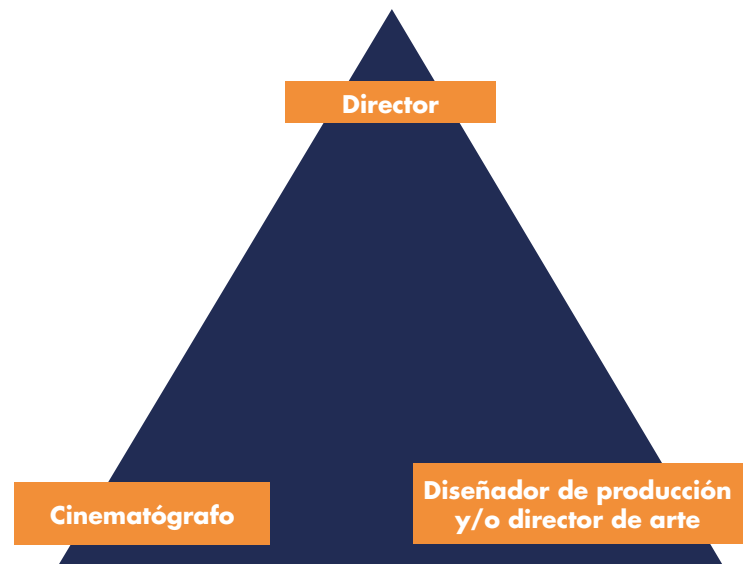 Director
Cinematógrafo
Diseñador de producción
y/o director de arte